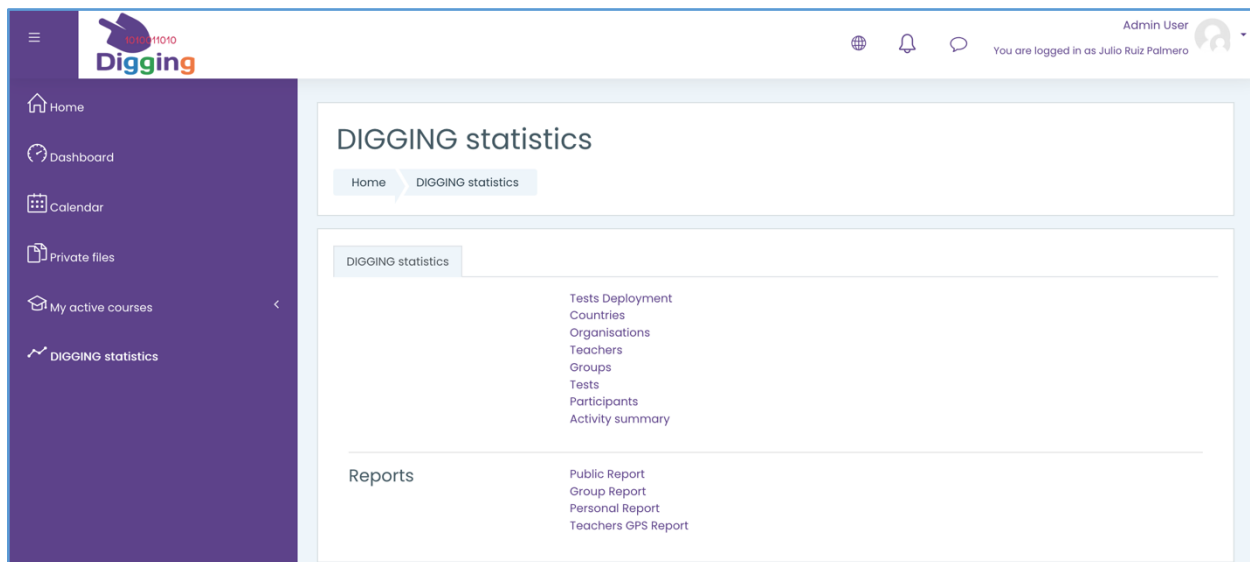 1010011010
Digging
Admin User
You are logged in as Julio Ruiz Palmero
Home
Dashboard
Calendar
Private files
My active courses
DIGGING statistics
DIGGING statistics
Home DIGGING statistics
DIGGING statistics
Tests Deployment
Countries
Organisations
Teachers
Groups
Tests
Participants
Activity summary
Reports
Public Report
Group Report
Personal Report
Teachers GPS Report